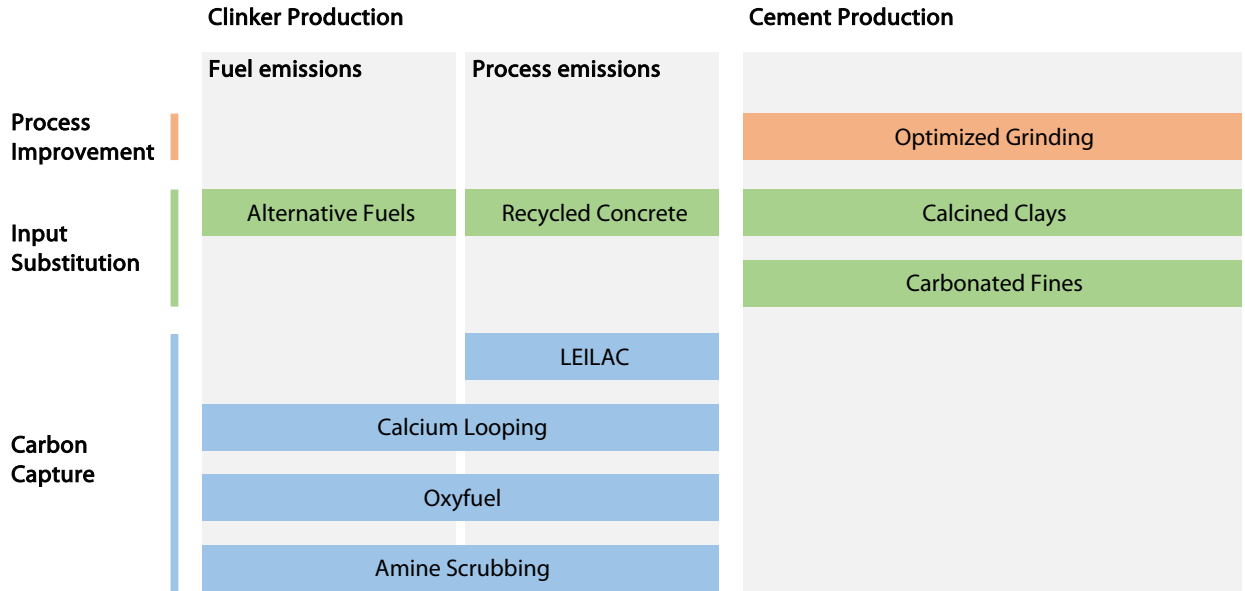 Clinker Production
Cement Production
Fuel emissions
Process emissions
Process
Improvement
Optimized Grinding
Input
Substitution
Alternative Fuels
Recycled Concrete
Calcined Clays
Carbonated Fines
Carbon
Capture
LEILAC
Calcium Looping
Oxyfuel
Amine Scrubbing